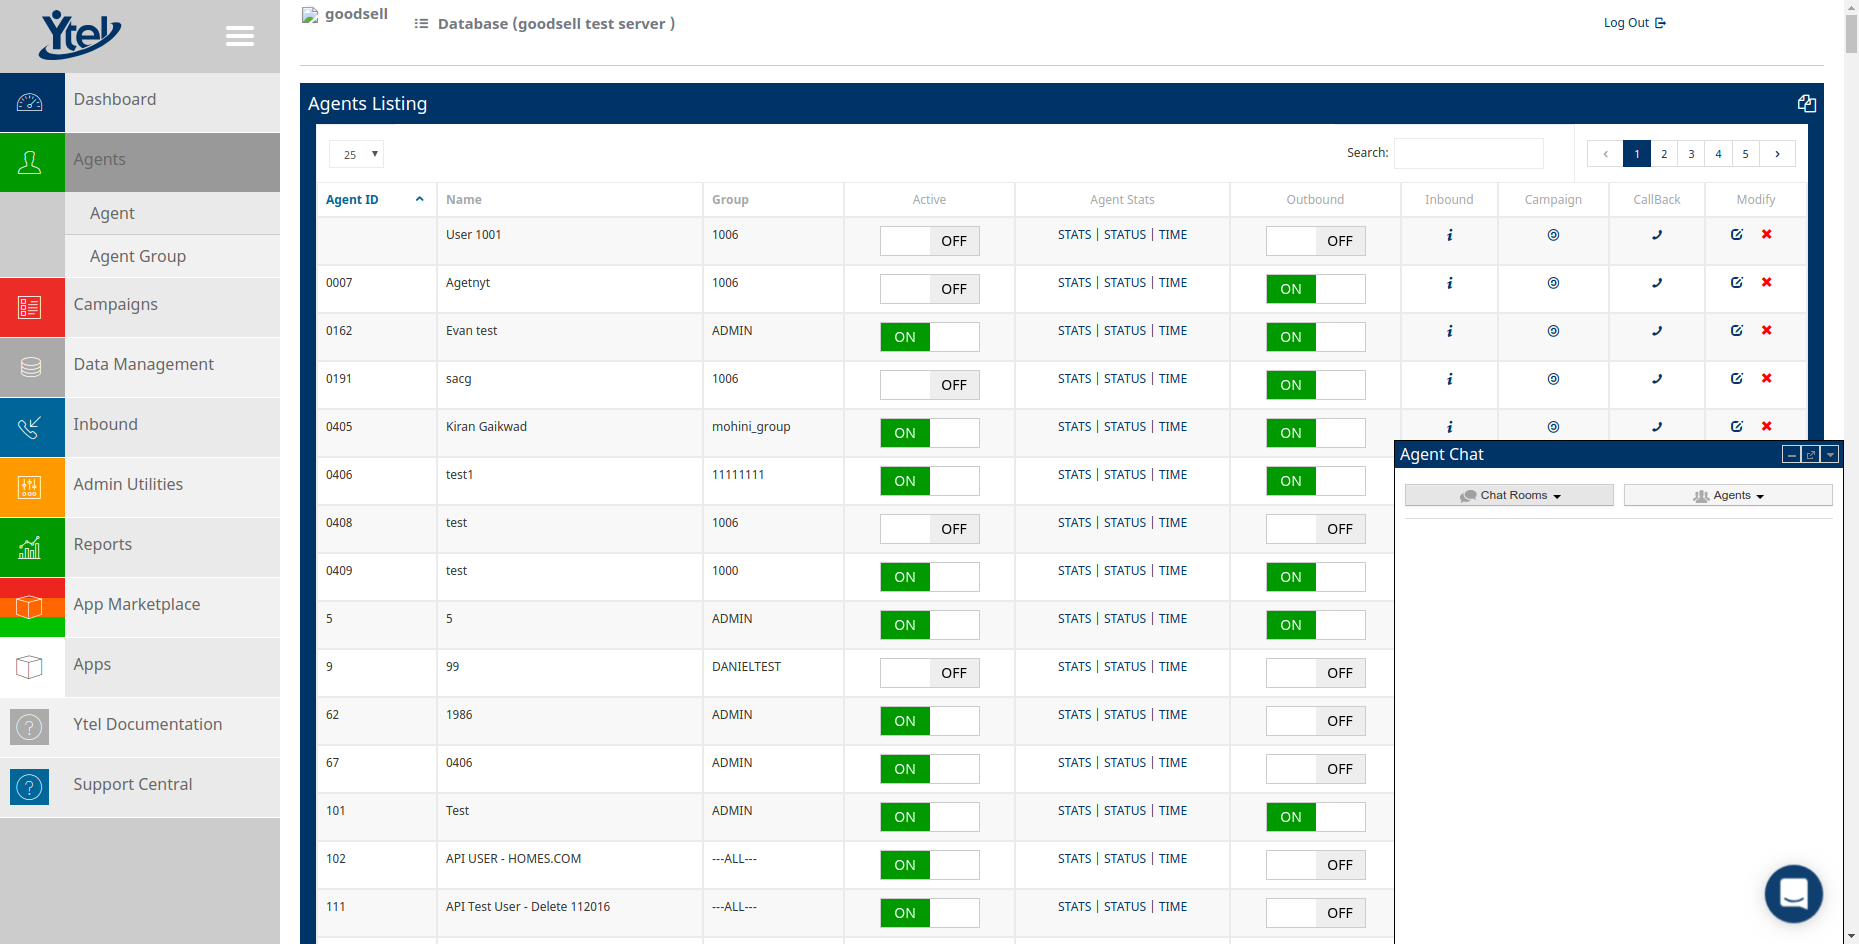 Ytel
goodsell
Database (goodsell test server )
Log Out
Dashboard
Agents
Agent
Agent Group
Campaigns
Data Management
Inbound
Admin Utilities
Reports
App Marketplace
Apps
Ytel Documentation
Support Central
Agents Listing
25
Search:
‹ 1 2 3 4 5 ›
Agent ID Name Group Active Agent Stats Outbound Inbound Campaign CallBack Modify
User 1001 1006 OFF STATS | STATUS | TIME OFF
0007 Agetnyt 1006 OFF STATS | STATUS | TIME ON
0162 Evan test ADMIN ON STATS | STATUS | TIME ON
0191 sacg 1006 OFF STATS | STATUS | TIME ON
0405 Kiran Gaikwad mohini_group ON STATS | STATUS | TIME ON
0406 test1 11111111 ON STATS | STATUS | TIME ON
0408 test 1006 OFF STATS | STATUS | TIME OFF
0409 test 1000 ON STATS | STATUS | TIME ON
5 5 ADMIN ON STATS | STATUS | TIME ON
9 99 DANIELTEST OFF STATS | STATUS | TIME OFF
62 1986 ADMIN ON STATS | STATUS | TIME OFF
67 0406 ADMIN ON STATS | STATUS | TIME OFF
101 Test ADMIN ON STATS | STATUS | TIME ON
102 API USER - HOMES.COM ---ALL--- ON STATS | STATUS | TIME OFF
111 API Test User - Delete 112016 ---ALL--- ON STATS | STATUS | TIME OFF
Agent Chat
Chat Rooms
Agents